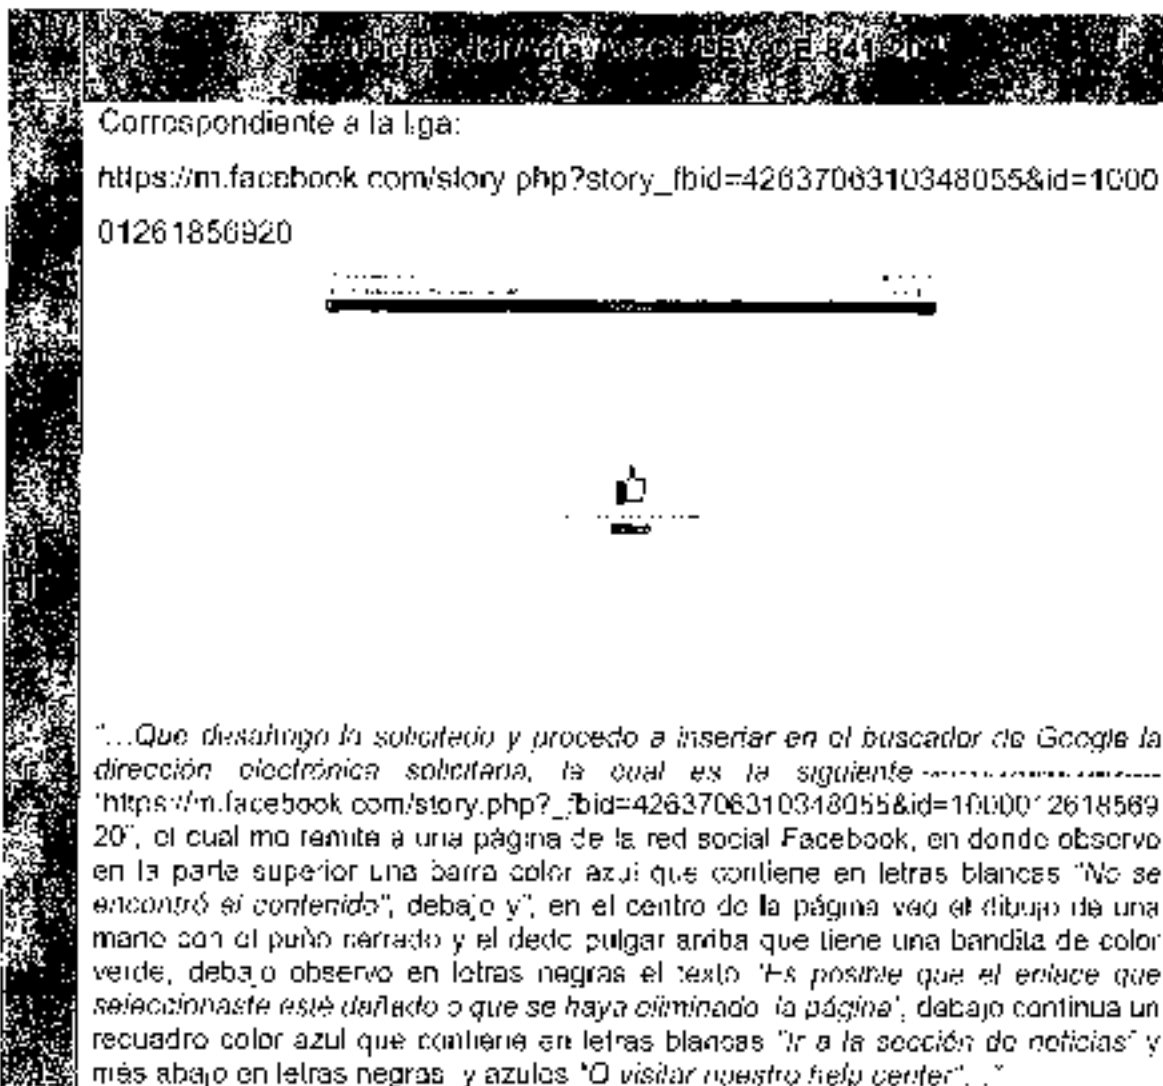 Correspondiente a la liga:
https://m.facebook.com/story.php?story_fbid=4263706310348055&id=1000
01261856920
"…Que desahogo lo solicitado y procedo a insertar en el buscador de Google la
dirección electrónica solicitada, la cual es la siguiente
"https://m.facebook.com/story.php?_fbid=4263706310348055&id=1000012618569
20", el cual me remite a una página de la red social Facebook, en donde observo
en la parte superior una barra color azul que contiene en letras blancas "No se
encontró el contenido", debajo y", en el centro de la página veo el dibujo de una
mano con el puño cerrado y el dedo pulgar arriba que tiene una bandita de color
verde, debajo observo en letras negras el texto "Es posible que el enlace que
seleccionaste esté dañado o que se haya eliminado la página", debajo continua un
recuadro color azul que contiene en letras blancas "Ir a la sección de noticias" y
más abajo en letras negras y azules "O visitar nuestro help center"…"